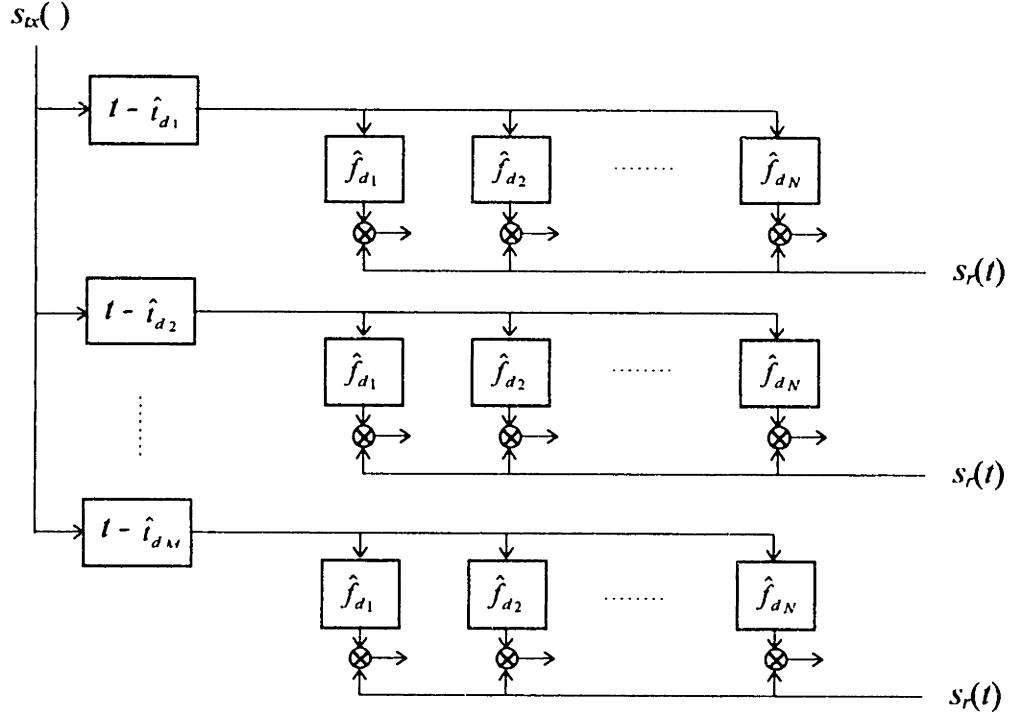 s_tx( )
t - t̂_d1
f̂_d1 f̂_d2 ........ f̂_dN
s_r(t)
t - t̂_d2
f̂_d1 f̂_d2 ........ f̂_dN
s_r(t)
t - t̂_dM
f̂_d1 f̂_d2 ........ f̂_dN
s_r(t)